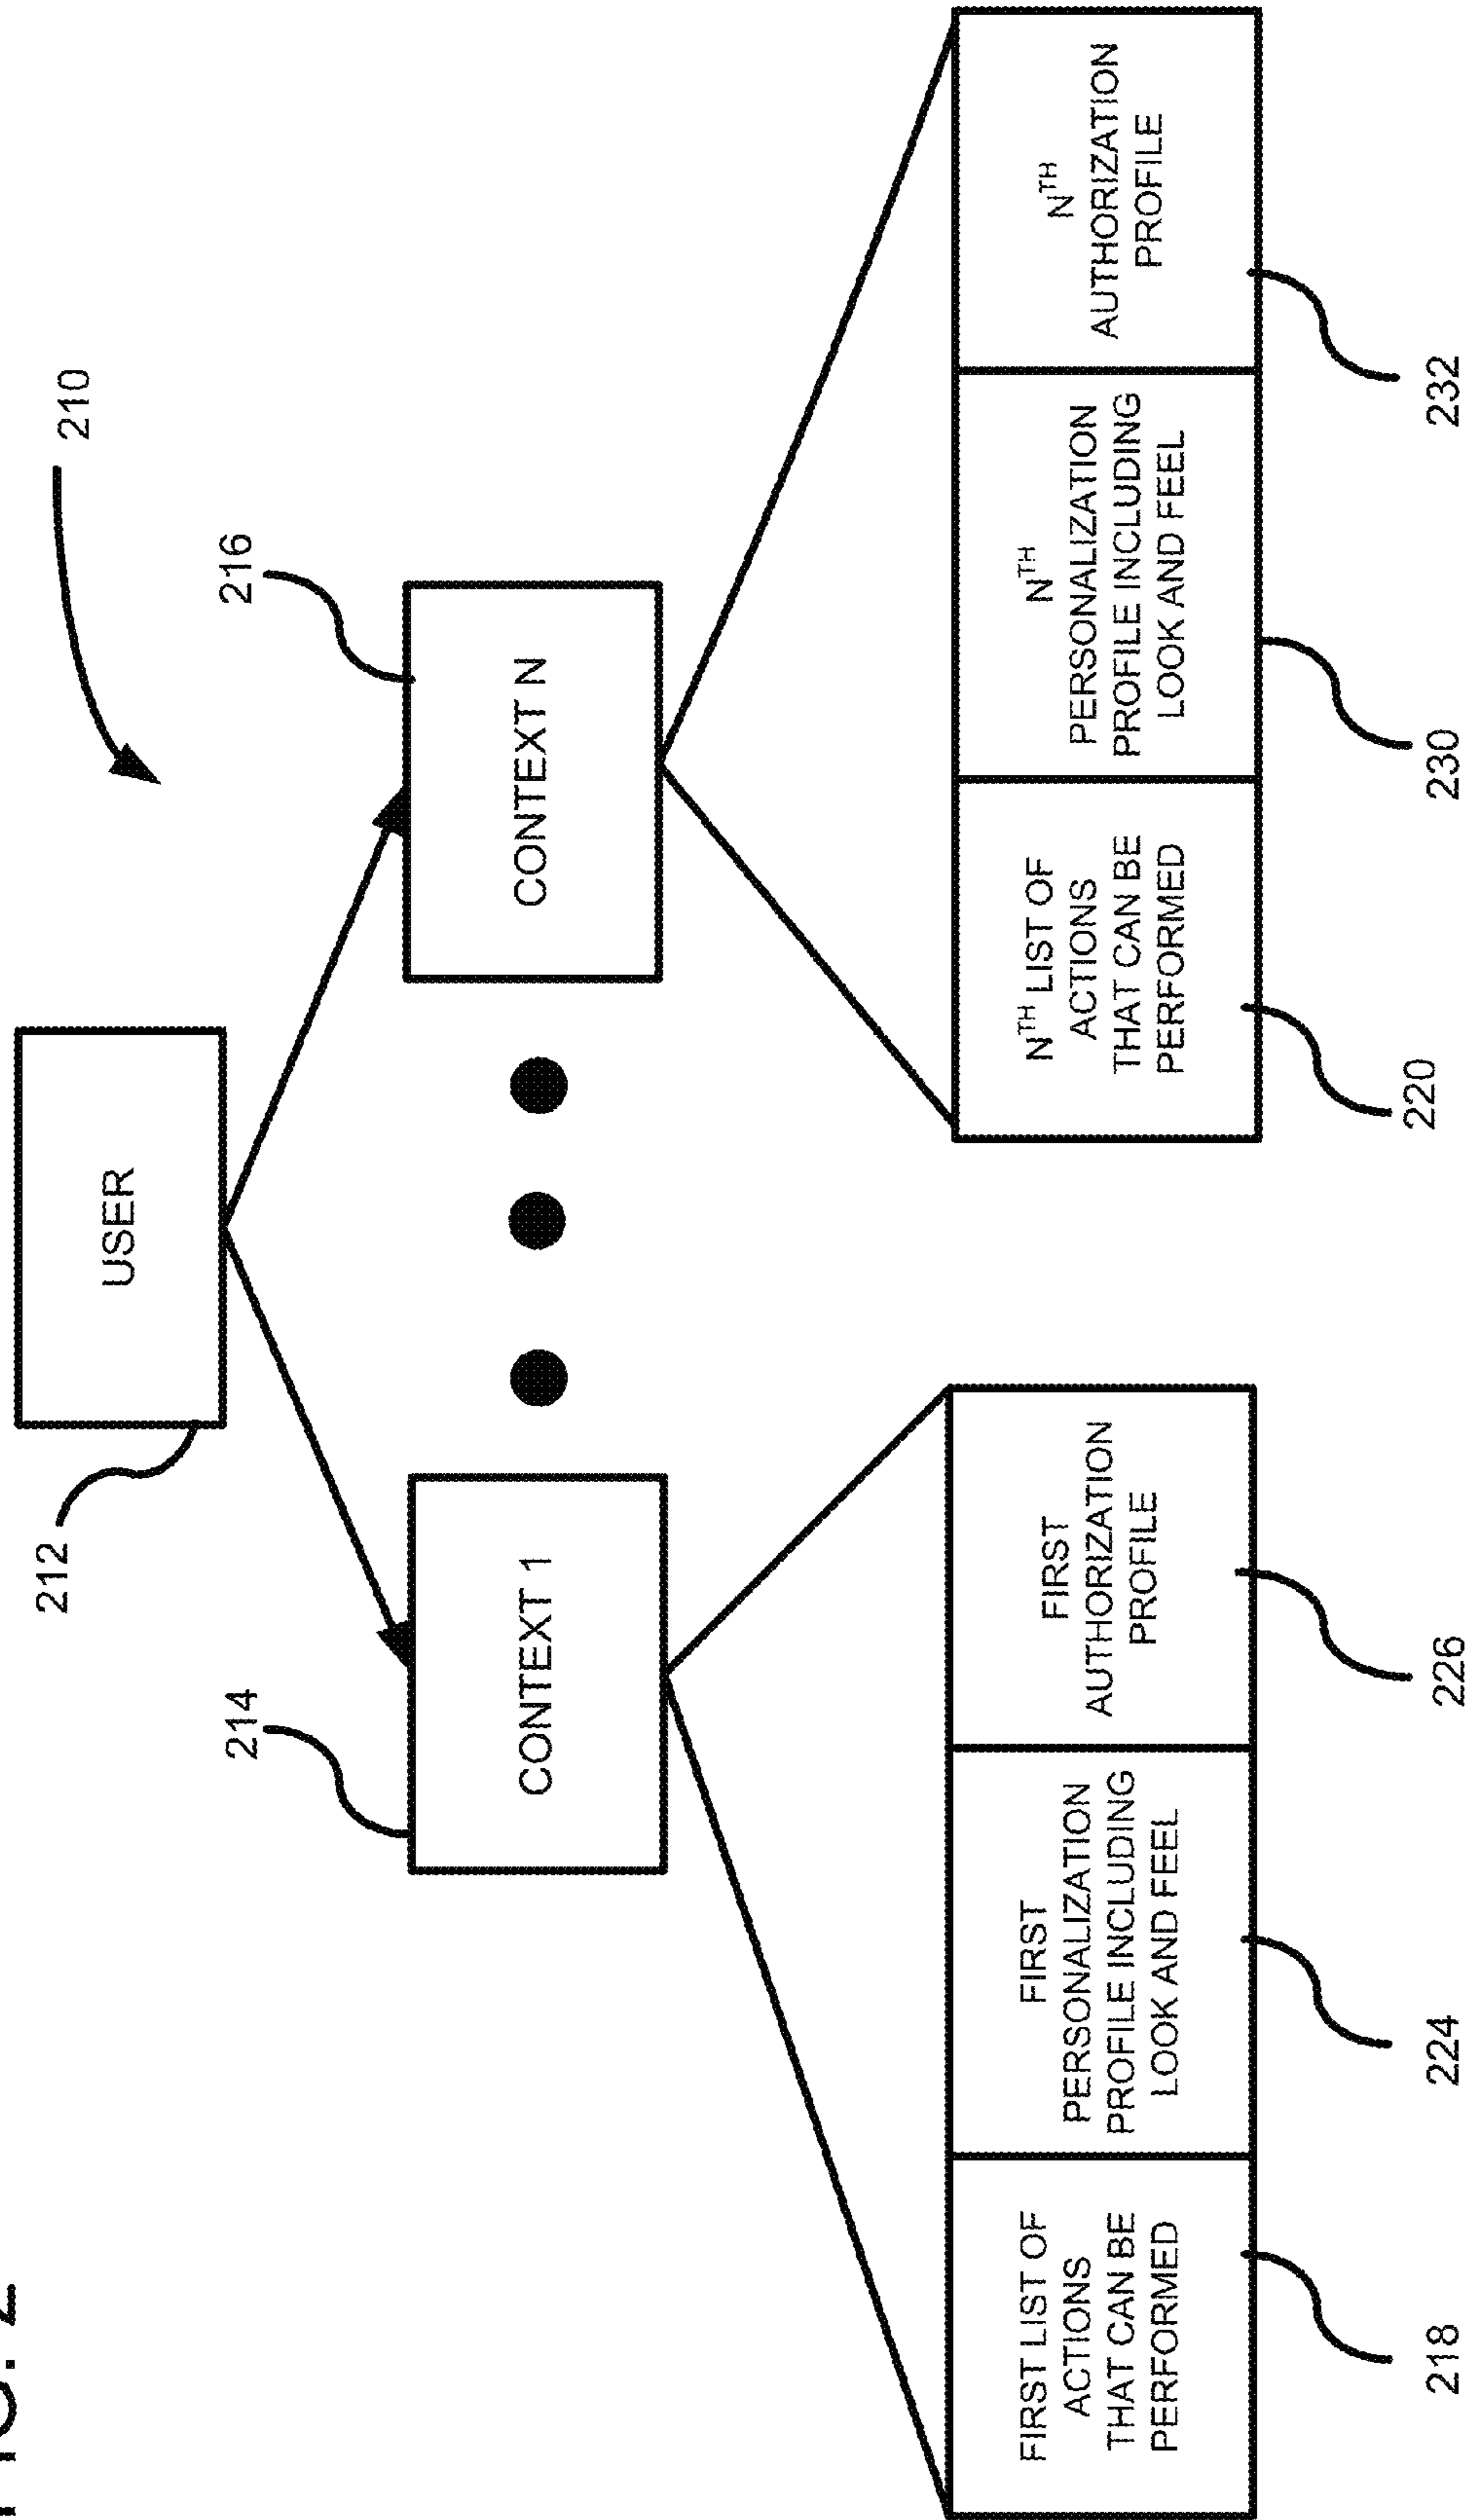 FIG. 2
210
USER
212
214
216
CONTEXT 1
CONTEXT N
FIRST LIST OF
ACTIONS
THAT CAN BE
PERFORMED
FIRST
PERSONALIZATION
PROFILE INCLUDING
LOOK AND FEEL
FIRST
AUTHORIZATION
PROFILE
NTH LIST OF
ACTIONS
THAT CAN BE
PERFORMED
NTH
PERSONALIZATION
PROFILE INCLUDING
LOOK AND FEEL
NTH
AUTHORIZATION
PROFILE
218
224
226
220
230
232